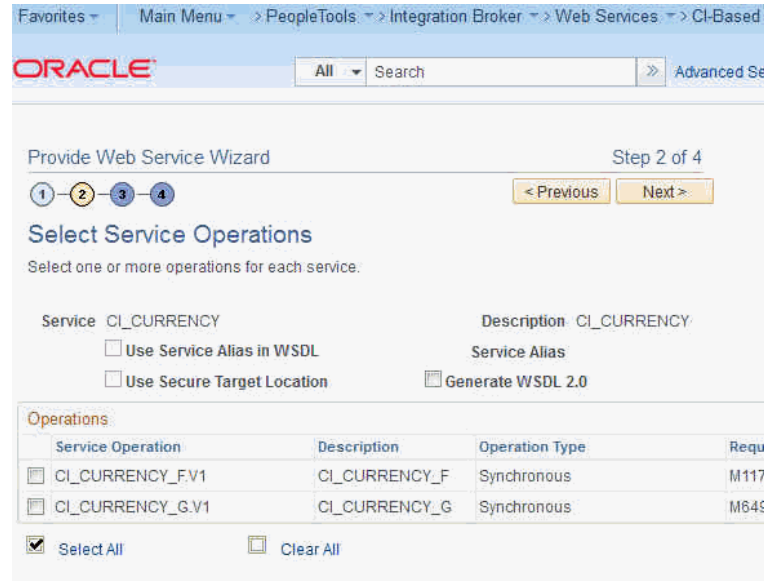 Favorites Main Menu > PeopleTools > Integration Broker > Web Services > CI-Based
ORACLE All Search » Advanced Se
Provide Web Service Wizard Step 2 of 4
1 2 3 4 < Previous Next >
Select Service Operations
Select one or more operations for each service.
Service CI_CURRENCY Description CI_CURRENCY
Use Service Alias in WSDL Service Alias
Use Secure Target Location Generate WSDL 2.0
Operations
Service Operation Description Operation Type Requ
CI_CURRENCY_F.V1 CI_CURRENCY_F Synchronous M117
CI_CURRENCY_G.V1 CI_CURRENCY_G Synchronous M649
Select All Clear All